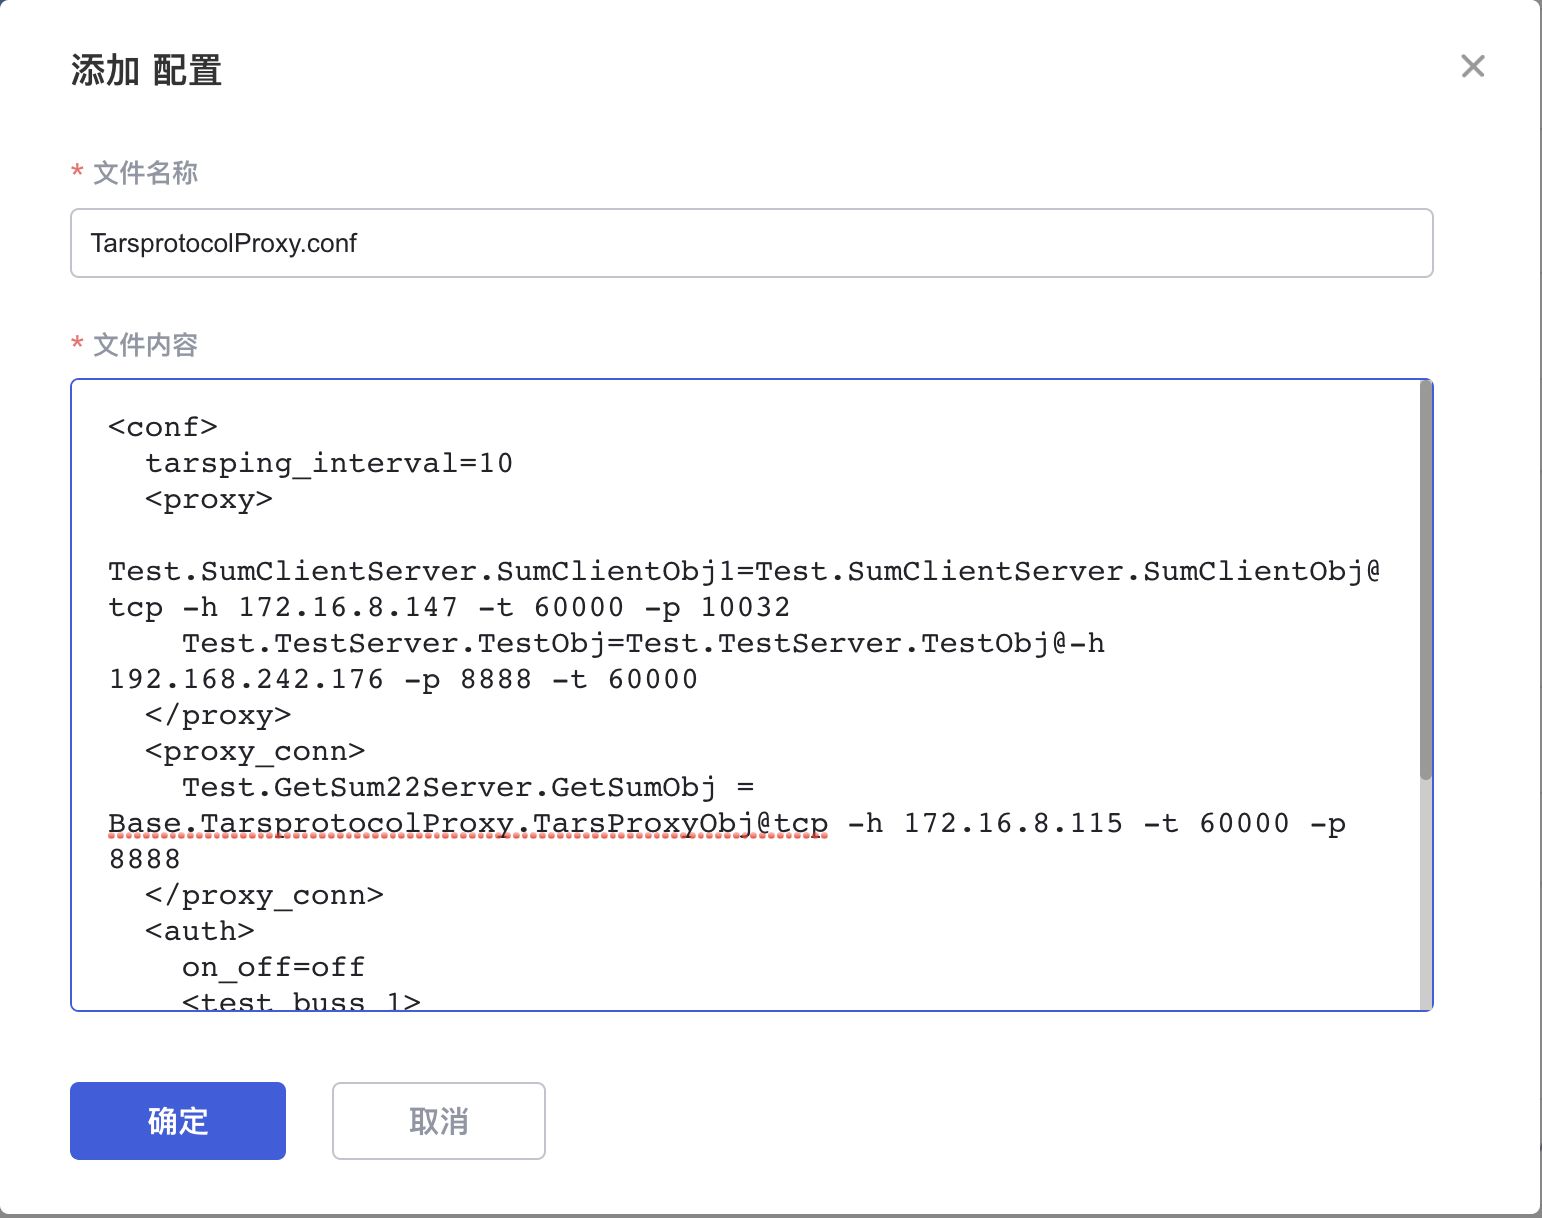 添加 配置
* 文件名称
TarsprotocolProxy.conf
* 文件内容
<conf>
  tarsping_interval=10
  <proxy>

Test.SumClientServer.SumClientObj1=Test.SumClientServer.SumClientObj@
tcp -h 172.16.8.147 -t 60000 -p 10032
    Test.TestServer.TestObj=Test.TestServer.TestObj@-h
192.168.242.176 -p 8888 -t 60000
  </proxy>
  <proxy_conn>
    Test.GetSum22Server.GetSumObj =
Base.TarsprotocolProxy.TarsProxyObj@tcp -h 172.16.8.115 -t 60000 -p
8888
  </proxy_conn>
  <auth>
    on_off=off
    <test_buss_1>
确定
取消